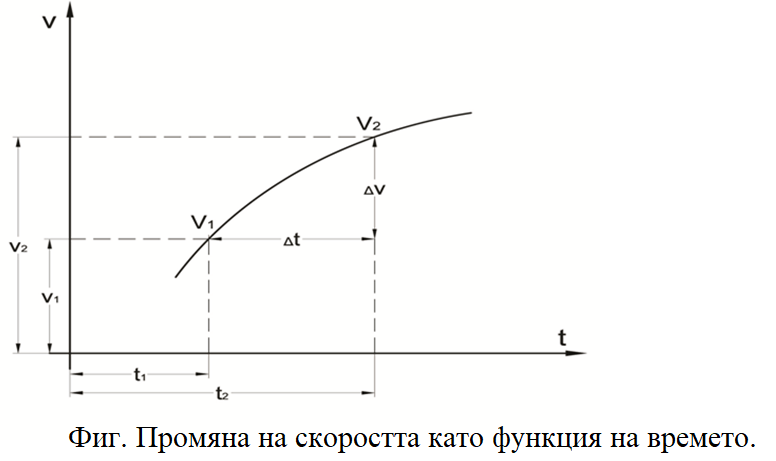 V
V₂
ΔV
V₁
Δt
V₂
V₁
t
t₁
t₂
Фиг. Промяна на скоростта като функция на времето.